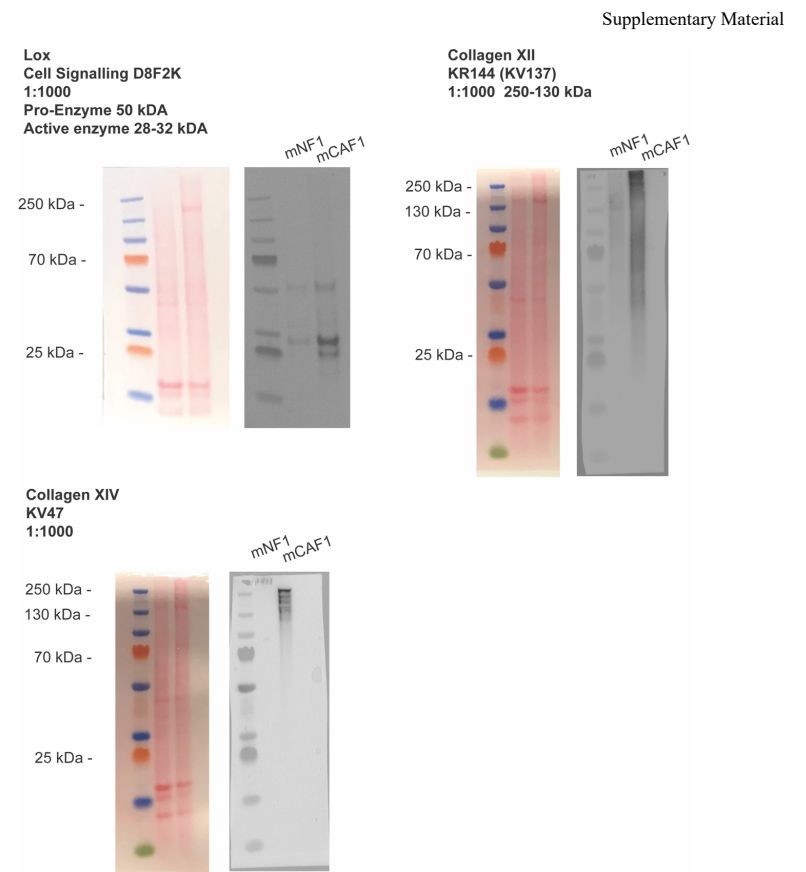 Supplementary Material
Lox
Cell Signalling D8F2K
1:1000
Pro-Enzyme 50 kDA
Active enzyme 28-32 kDA
mNF1
mCAF1
250 kDa -
70 kDa -
25 kDa -
Collagen XII
KR144 (KV137)
1:1000 250-130 kDa
mNF1
mCAF1
250 kDa -
130 kDa -
70 kDa -
25 kDa -
Collagen XIV
KV47
1:1000
mNF1
mCAF1
250 kDa -
130 kDa -
70 kDa -
25 kDa -